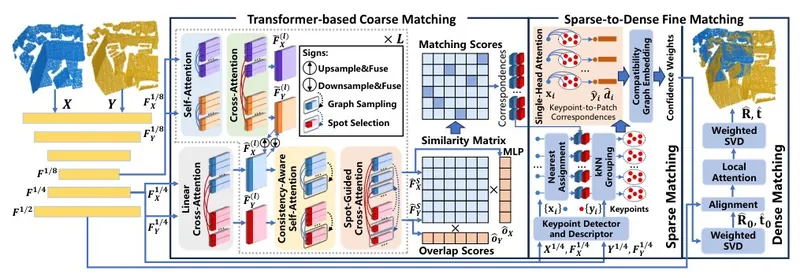 Transformer-based Coarse Matching
Sparse-to-Dense Fine Matching
X
Y
F_X^{1/8}
F_Y^{1/8}
F^{1/8}
F^{1/4}
F^{1/2}
F_X^{1/4}
F_Y^{1/4}
Self-Attention
Cross-Attention
× L
Signs:
Upsample&Fuse
Downsample&Fuse
Graph Sampling
Spot Selection
Linear
Cross-Attention
Consistency-Aware
Self-Attention
Spot-Guided
Cross-Attention
Matching Scores
Similarity Matrix
MLP
Overlap Scores
Correspondences
Single-Head Attention
Keypoint-to-Patch
Correspondences
Compatibility
Graph Embedding
Nearest
Assignment
kNN
Grouping
{x_i}
{y_i}
Keypoints
Keypoint Detector
and Descriptor
X^{1/4}, F_X^{1/4}
Y^{1/4}, F_Y^{1/4}
Sparse Matching
Confidence Weights
R̂, t̂
Weighted
SVD
Local
Attention
Alignment
R̂_0, t̂_0
Weighted
SVD
Dense Matching